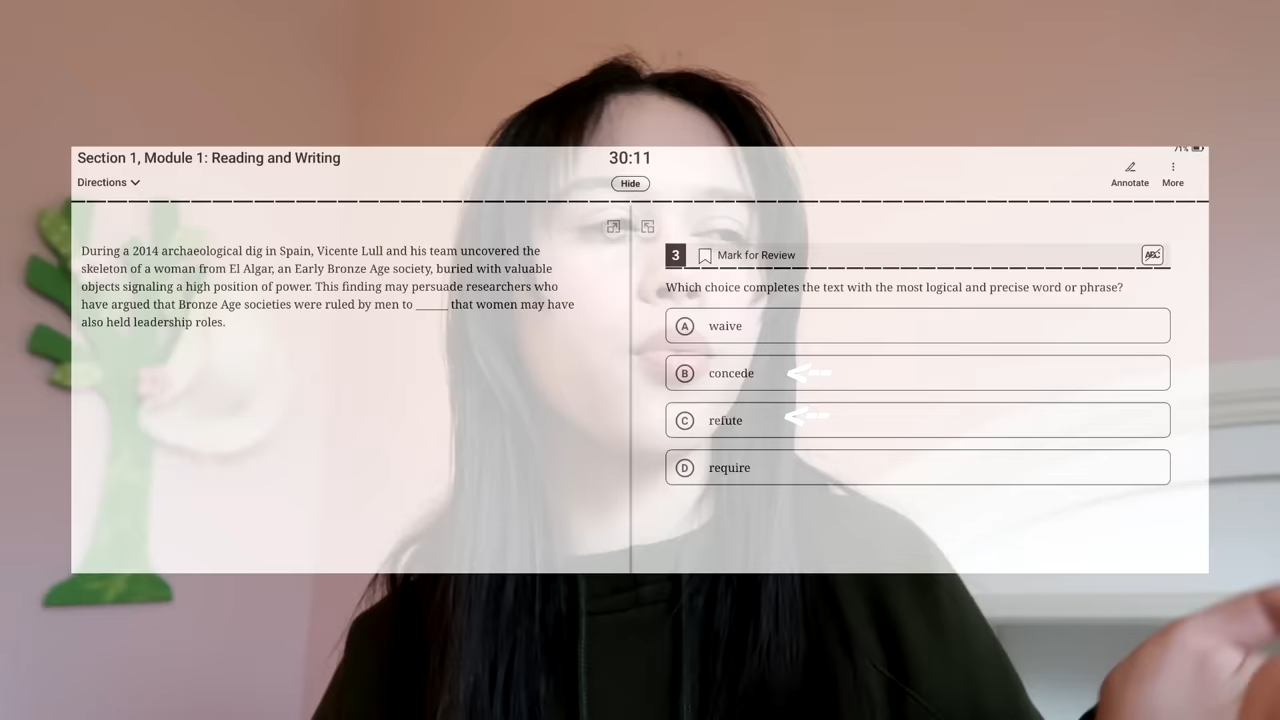 Section 1, Module 1: Reading and Writing
30:11
71%
Directions
Hide
Annotate
More
During a 2014 archaeological dig in Spain, Vicente Lull and his team uncovered the
skeleton of a woman from El Algar, an Early Bronze Age society, buried with valuable
objects signaling a high position of power. This finding may persuade researchers who
have argued that Bronze Age societies were ruled by men to ______ that women may have
also held leadership roles.
3
Mark for Review
ABC
Which choice completes the text with the most logical and precise word or phrase?
A waive
B concede
C refute
D require